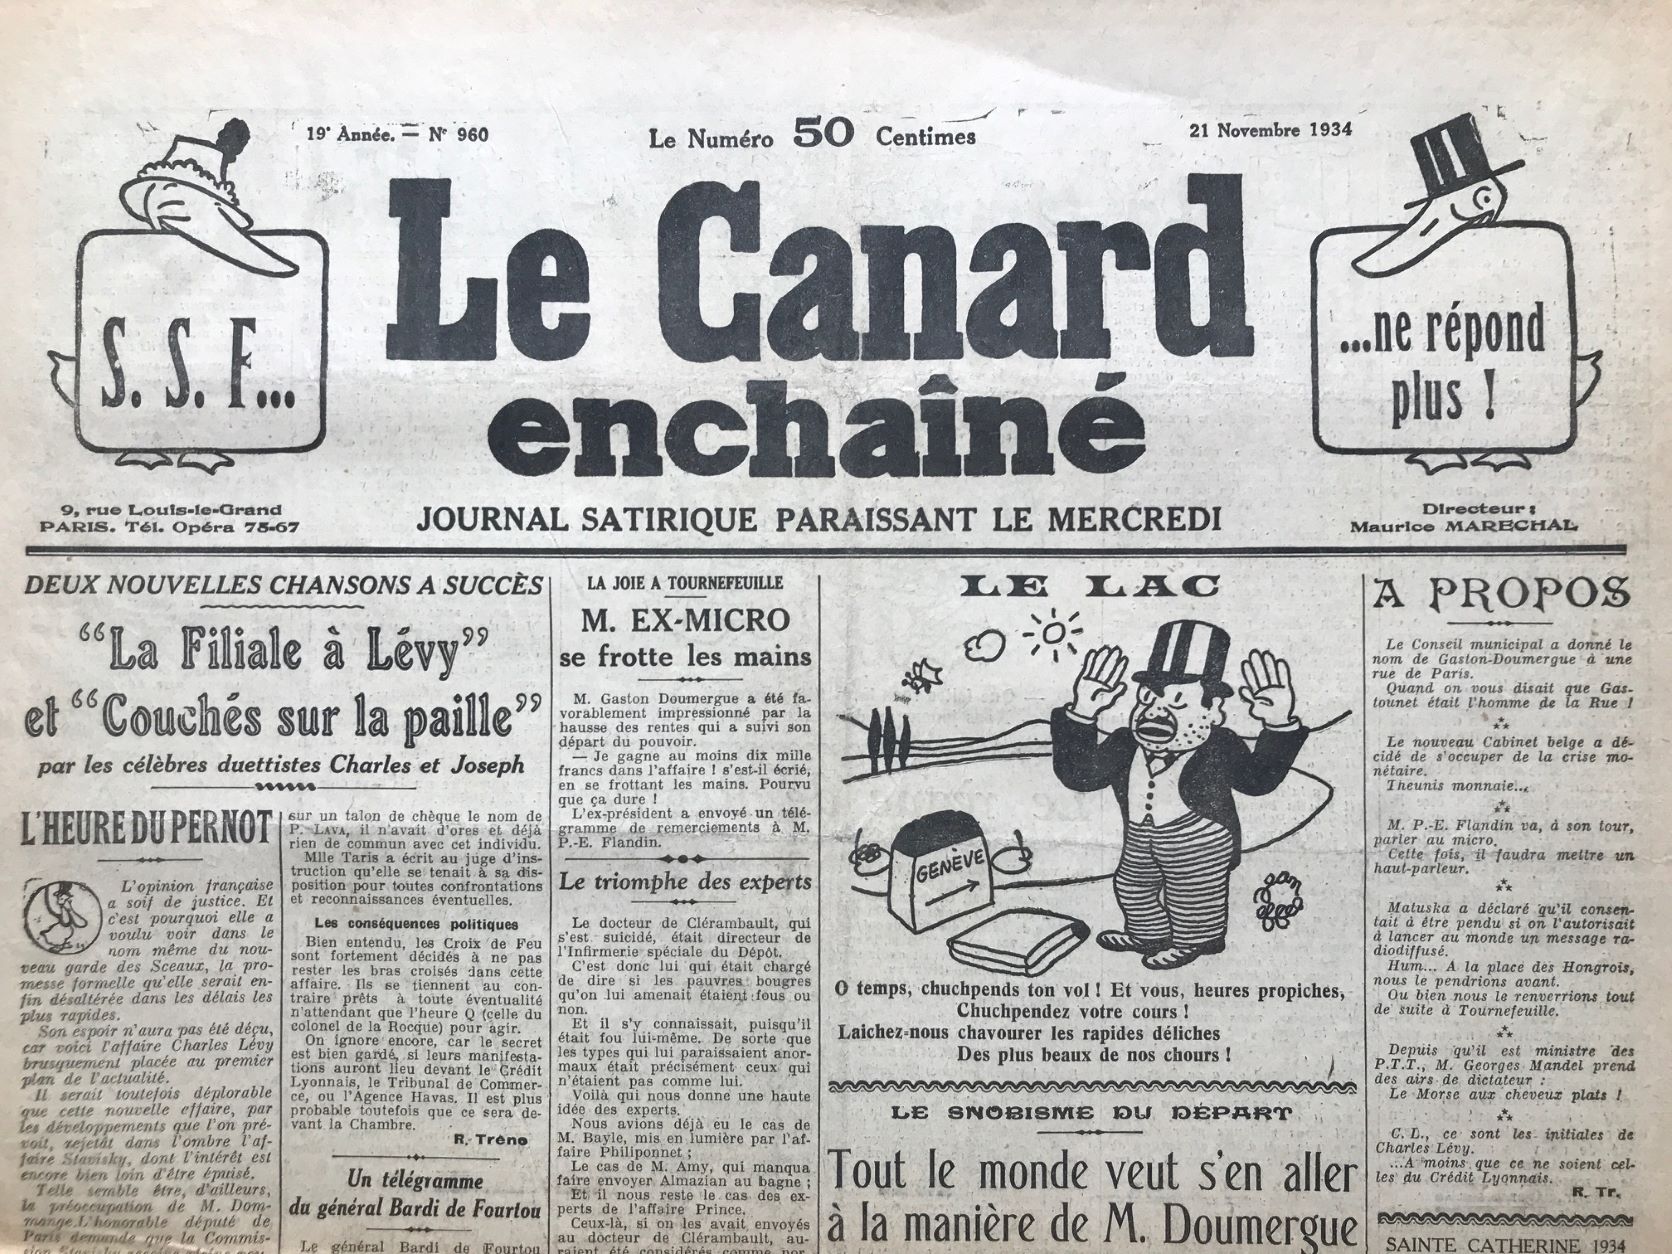 19e Année. — N° 960
Le Numéro 50 Centimes
21 Novembre 1934
S. S. F...
Le Canard
enchaîné
...ne répond
plus !
9, rue Louis-le-Grand
PARIS. Tél. Opéra 75-67
JOURNAL SATIRIQUE PARAISSANT LE MERCREDI
Directeur :
Maurice MARECHAL
DEUX NOUVELLES CHANSONS A SUCCÈS
“La Filiale à Lévy”
et “Couchés sur la paille”
par les célèbres duettistes Charles et Joseph
L'HEURE DU PERNOT
L'opinion française
a soif de justice. Et
c'est pourquoi elle a
voulu voir dans le
nom même du nou-
veau garde des Sceaux, la pro-
messe formelle qu'elle serait en-
fin désaltérée dans les délais les
plus rapides.
Son espoir n'aura pas été déçu,
car voici l'affaire Charles Lévy
brusquement placée au premier
plan de l'actualité.
Il serait toutefois déplorable
que cette nouvelle effaire, par
les développements que l'on pré-
voit, rejetât dans l'ombre l'af-
faire Stavisky, dont l'intérêt est
encore bien loin d'être épuisé.
Telle semble être, d'ailleurs,
la préoccupation de M. Dom-
mange.L'honorable député de
Paris demande que la Commis-
sion Stavisky
sur un talon de chèque le nom de
P. LAVA, il n'avait d'ores et déjà
rien de commun avec cet individu.
Mlle Taris a écrit au juge d'ins-
truction qu'elle se tenait à sa dis-
position pour toutes confrontations
et reconnaissances éventuelles.
Les conséquences politiques
Bien entendu, les Croix de Feu
sont fortement décidés à ne pas
rester les bras croisés dans cette
affaire. Ils se tiennent au con-
traire prêts à toute éventualité
n'attendant que l'heure Q (celle du
colonel de la Rocque) pour agir.
On ignore encore, car le secret
est bien gardé, si leurs manifesta-
tions auront lieu devant le Crédit
Lyonnais, le Tribunal de Commer-
ce, ou l'Agence Havas. Il est plus
probable toutefois que ce sera de-
vant la Chambre.
R. Tréno
Un télégramme
du général Bardi de Fourtou
Le général Bardi de Fourtou
LA JOIE A TOURNEFEUILLE
M. EX-MICRO
se frotte les mains
M. Gaston Doumergue a été fa-
vorablement impressionné par la
hausse des rentes qui a suivi son
départ du pouvoir.
— Je gagne au moins dix mille
francs dans l'affaire ! s'est-il écrié,
en se frottant les mains. Pourvu
que ça dure !
L'ex-président a envoyé un télé-
gramme de remerciements à M.
P.-E. Flandin.
Le triomphe des experts
Le docteur de Clérambault, qui
s'est suicidé, était directeur de
l'Infirmerie spéciale du Dépôt.
C'est donc lui qui était chargé
de dire si les pauvres bougres
qu'on lui amenait étaient fous ou
non.
Et il s'y connaissait, puisqu'il
était fou lui-même. De sorte que
les types qui lui paraissaient anor-
maux était précisément ceux qui
n'étaient pas comme lui.
Voilà qui nous donne une haute
idée des experts.
Nous avions déjà eu le cas de
M. Bayle, mis en lumière par l'af-
faire Philiponnet ;
Le cas de M. Amy, qui manqua
faire envoyer Almazian au bagne ;
Et il nous reste le cas des ex-
perts de l'affaire Prince.
Ceux-là, si on les avait envoyés
au docteur de Clérambault, au-
raient été considérés comme nor-
LE LAC
GENÈVE
O temps, chuchpends ton vol ! Et vous, heures propiches,
Chuchpendez votre cours !
Laichez-nous chavourer les rapides déliches
Des plus beaux de nos chours !
LE SNOBISME DU DÉPART
Tout le monde veut s'en aller
à la manière de M. Doumergue
A PROPOS
Le Conseil municipal a donné le
nom de Gaston-Doumergue à une
rue de Paris.
Quand on vous disait que Gas-
tounet était l'homme de la Rue !
Le nouveau Cabinet belge a dé-
cidé de s'occuper de la crise mo-
nétaire.
Theunis monnaie...
M. P.-E. Flandin va, à son tour,
parler au micro.
Cette fois, il faudra mettre un
haut-parleur.
Matuska a déclaré qu'il consen-
tait à être pendu si on l'autorisait
à lancer au monde un message ra-
diodiffusé.
Hum... A la place des Hongrois,
nous le pendrions avant.
Ou bien nous le renverrions tout
de suite à Tournefeuille.
Depuis qu'il est ministre des
P.T.T., M. Georges Mandel prend
des airs de dictateur :
Le Morse aux cheveux plats !
C. L., ce sont les initiales de
Charles Lévy.
...A moins que ce ne soient cel-
les du Crédit Lyonnais.
R. Tr.
SAINTE CATHERINE 1934